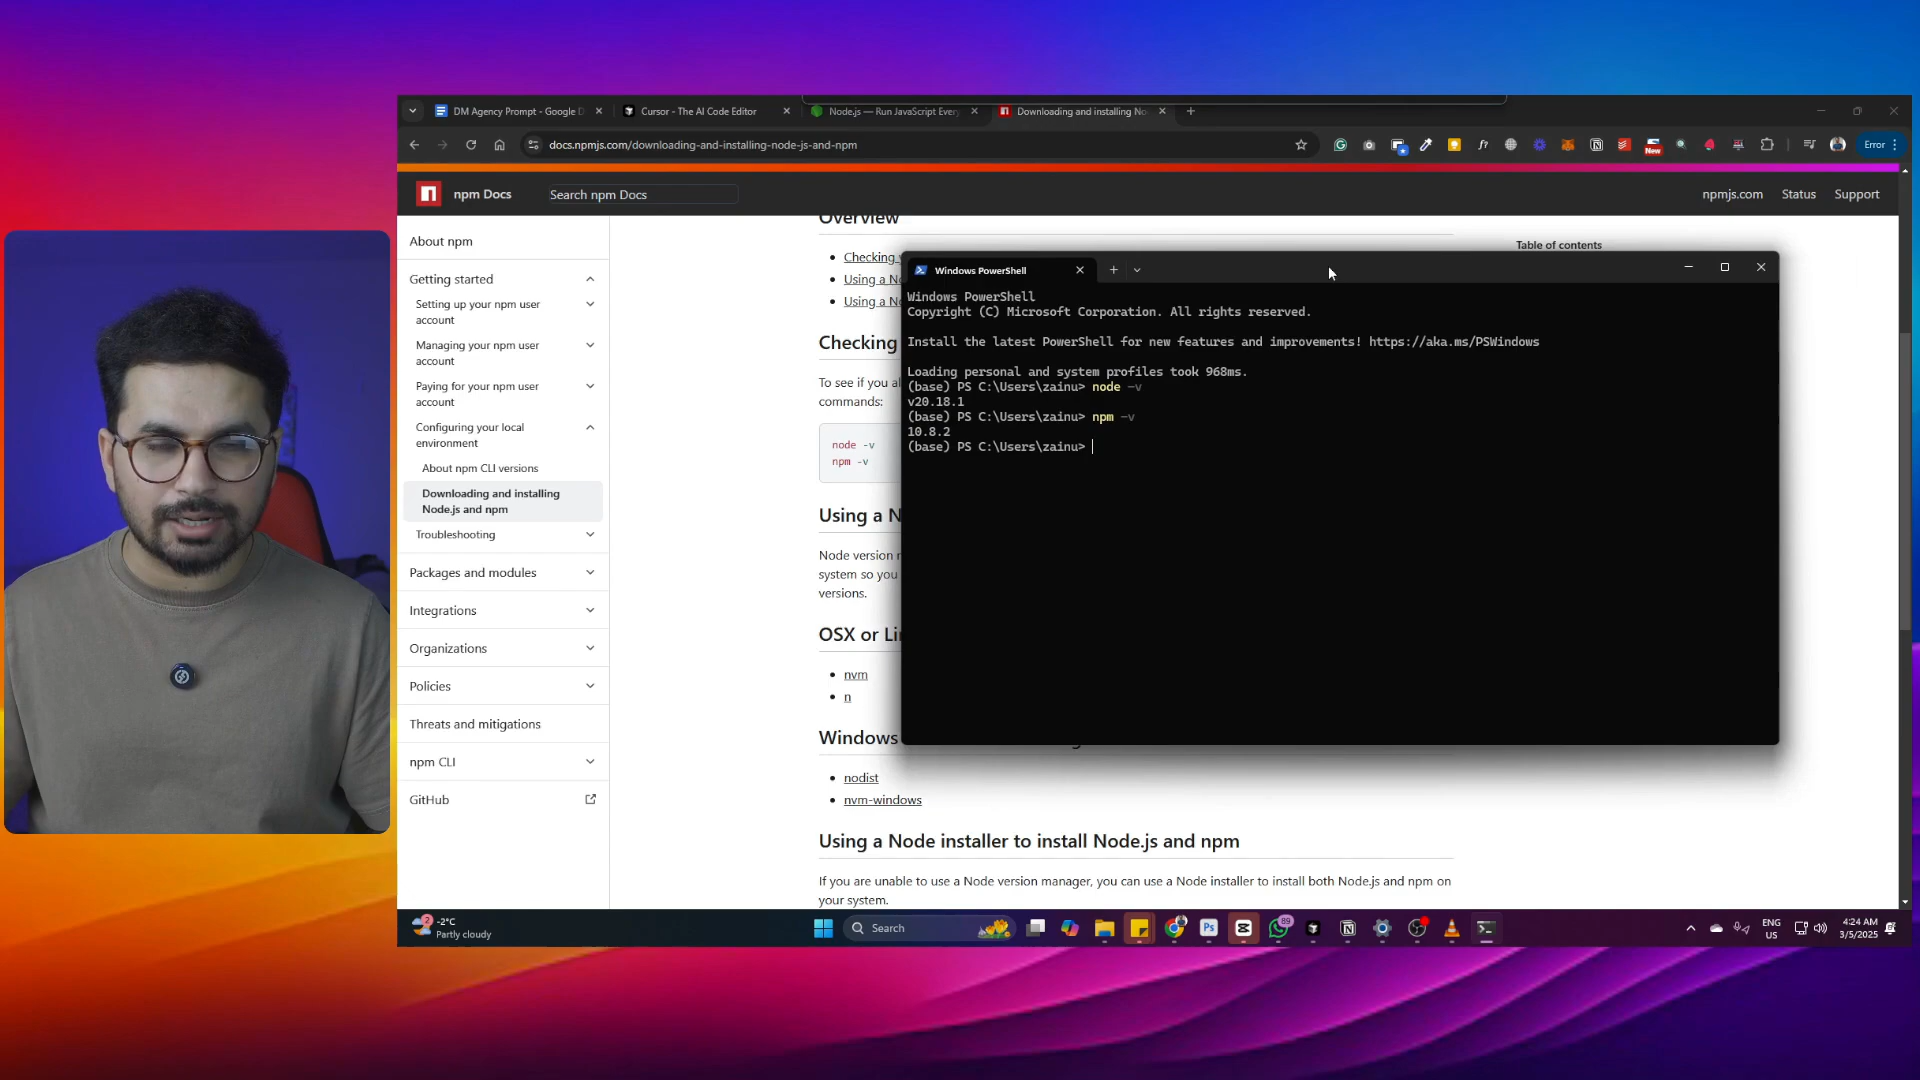 DM Agency Prompt - Google D
Cursor - The AI Code Editor
Node.js — Run JavaScript Every
Downloading and installing No
docs.npmjs.com/downloading-and-installing-node-js-and-npm
New
Error
npm Docs
Search npm Docs
npmjs.com
Status
Support
About npm
Getting started
Setting up your npm user
account
Managing your npm user
account
Paying for your npm user
account
Configuring your local
environment
About npm CLI versions
Downloading and installing
Node.js and npm
Troubleshooting
Packages and modules
Integrations
Organizations
Policies
Threats and mitigations
npm CLI
GitHub
Overview
Checking
Using a N
Using a N
Checking
To see if you al
commands:
node -v
npm -v
Using a N
Node version
system so you
versions.
OSX or Li
nvm
n
Windows
nodist
nvm-windows
Using a Node installer to install Node.js and npm
If you are unable to use a Node version manager, you can use a Node installer to install both Node.js and npm on
your system.
Table of contents
Windows PowerShell
Windows PowerShell
Copyright (C) Microsoft Corporation. All rights reserved.
Install the latest PowerShell for new features and improvements! https://aka.ms/PSWindows
Loading personal and system profiles took 968ms.
(base) PS C:\Users\zainu> node -v
v20.18.1
(base) PS C:\Users\zainu> npm -v
10.8.2
(base) PS C:\Users\zainu>
2
-2°C
Partly cloudy
Search
Ps
89
ENG
US
4:24 AM
3/5/2025